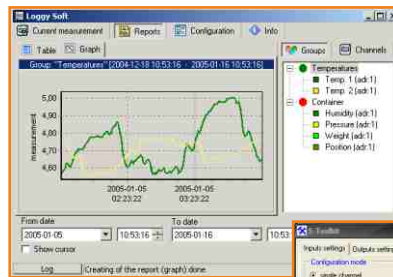 Loggy Soft
Current measurement Reports Configuration Info
Table Graph
Groups Channels
Group: "Temperatures" [2004-12-18 10:53:16 - 2005-01-16 10:53:16]
Temperatures
Temp. 1 (adr:1)
Temp. 2 (adr:1)
Container
Humidity (adr:1)
Pressure (adr:1)
Weight (adr:1)
Position (adr:1)
measurement
5,00
4,90
4,80
4,70
4,60
2005-01-05 2005-01-05
02:23:22 03:23:22
From date To date
2005-01-05 10:53:16 2005-01-16 10:53:
Show cursor
Log Creating of the report (graph) done
Inputs settings Outputs setting
Configuration mode
single channel